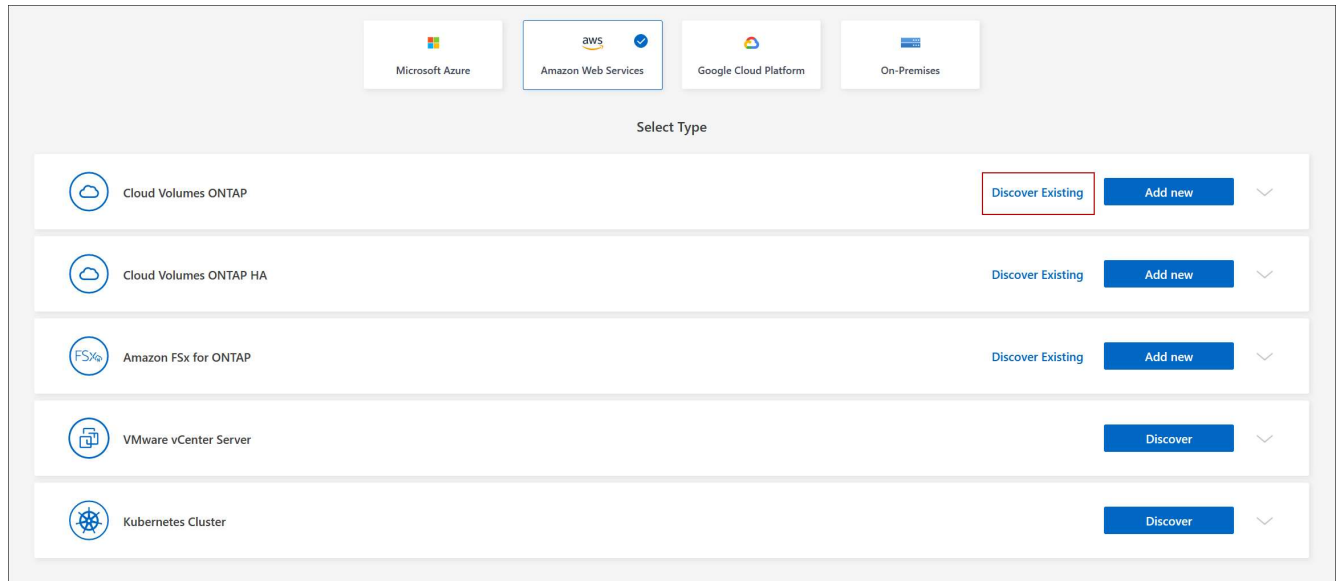 aws
Microsoft Azure
Amazon Web Services
Google Cloud Platform
On-Premises
Select Type
Cloud Volumes ONTAP
Discover Existing
Add new
Cloud Volumes ONTAP HA
Discover Existing
Add new
FSx
Amazon FSx for ONTAP
Discover Existing
Add new
VMware vCenter Server
Discover
Kubernetes Cluster
Discover